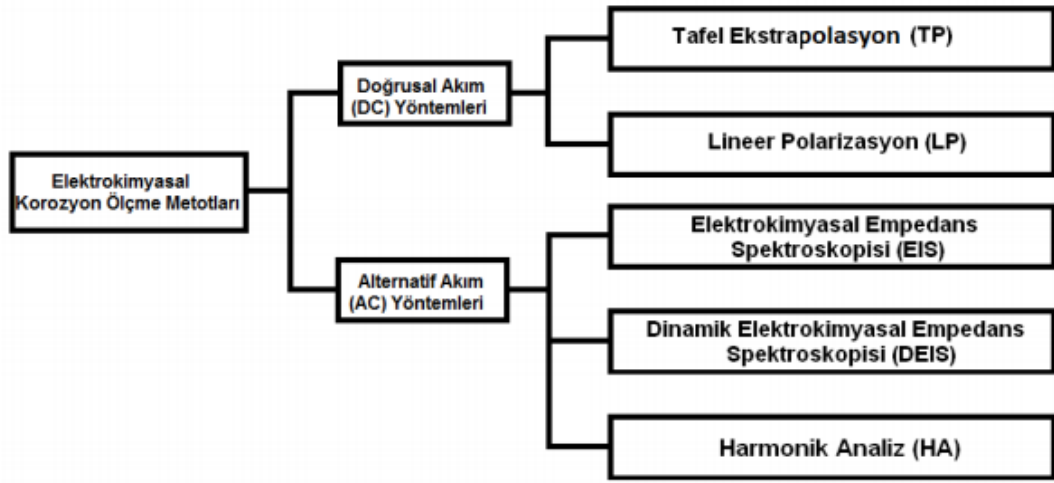 Elektrokimyasal
Korozyon Ölçme Metotları
Doğrusal Akım
(DC) Yöntemleri
Tafel Ekstrapolasyon (TP)
Lineer Polarizasyon (LP)
Alternatif Akım
(AC) Yöntemleri
Elektrokimyasal Empedans
Spektroskopisi (EIS)
Dinamik Elektrokimyasal Empedans
Spektroskopisi (DEIS)
Harmonik Analiz (HA)